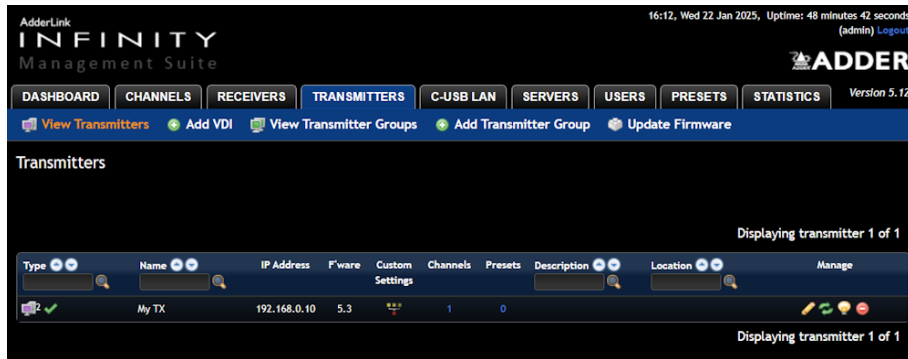 AdderLink
INFINITY
Management Suite
16:12, Wed 22 Jan 2025, Uptime: 48 minutes 42 seconds
(admin) Logout
ADDER
DASHBOARD CHANNELS RECEIVERS TRANSMITTERS C-USB LAN SERVERS USERS PRESETS STATISTICS Version 5.12
View Transmitters Add VDI View Transmitter Groups Add Transmitter Group Update Firmware
Transmitters
Displaying transmitter 1 of 1
Type Name IP Address F'ware Custom Settings Channels Presets Description Location Manage
2 My TX 192.168.0.10 5.3 1 0
Displaying transmitter 1 of 1